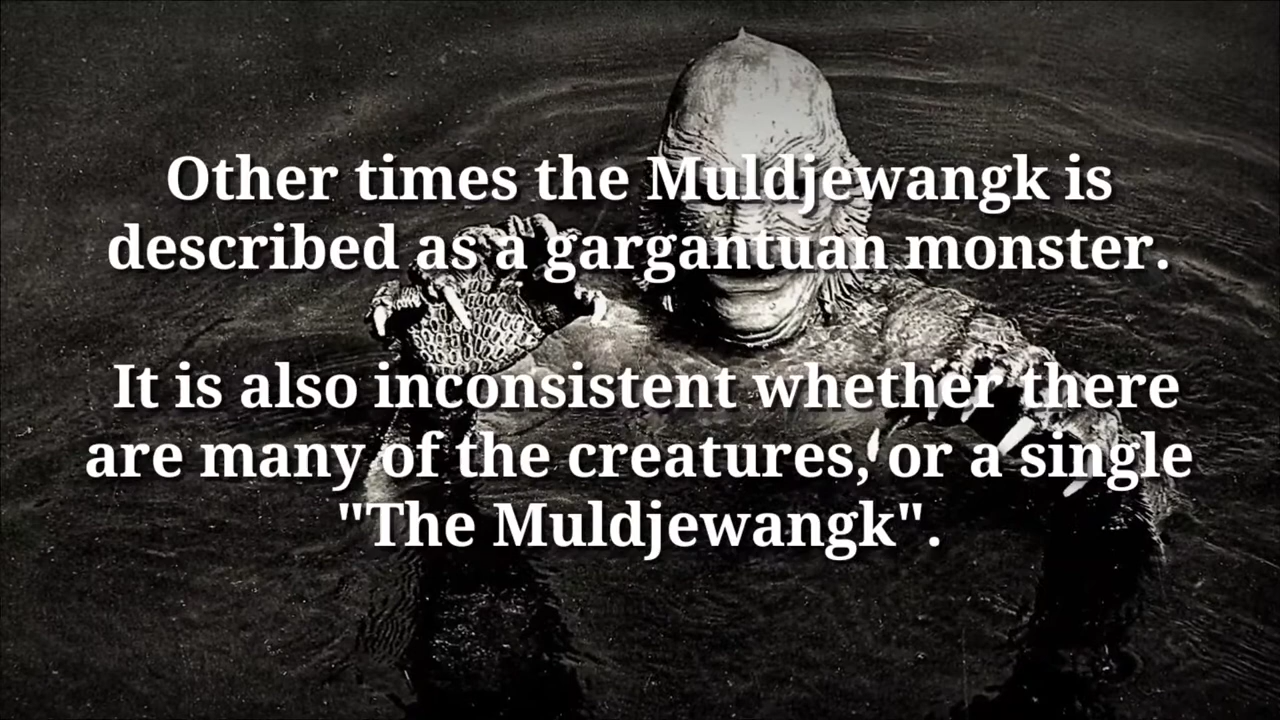 Other times the Muldjewangk is
described as a gargantuan monster.
It is also inconsistent whether there
are many of the creatures, or a single
"The Muldjewangk".